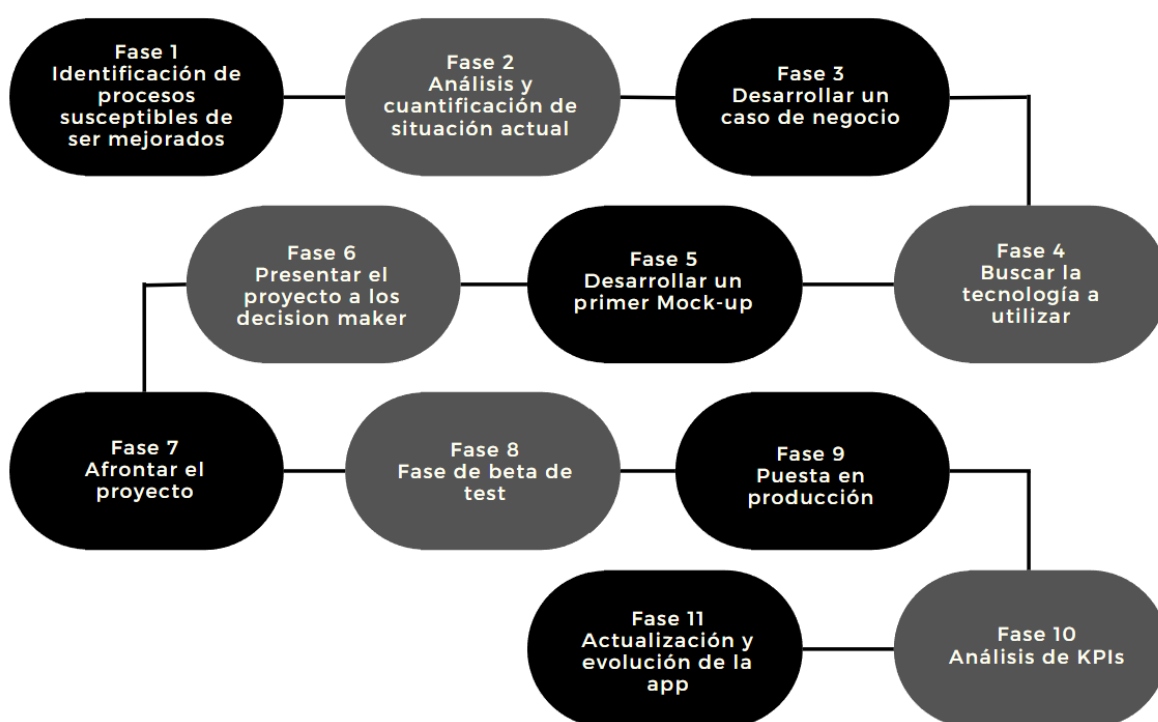 Fase 1
Identificación de
procesos
susceptibles de
ser mejorados
Fase 2
Análisis y
cuantificación de
situación actual
Fase 3
Desarrollar un
caso de negocio
Fase 4
Buscar la
tecnología a
utilizar
Fase 5
Desarrollar un
primer Mock-up
Fase 6
Presentar el
proyecto a los
decision maker
Fase 7
Afrontar el
proyecto
Fase 8
Fase de beta de
test
Fase 9
Puesta en
producción
Fase 10
Análisis de KPIs
Fase 11
Actualización y
evolución de la
app